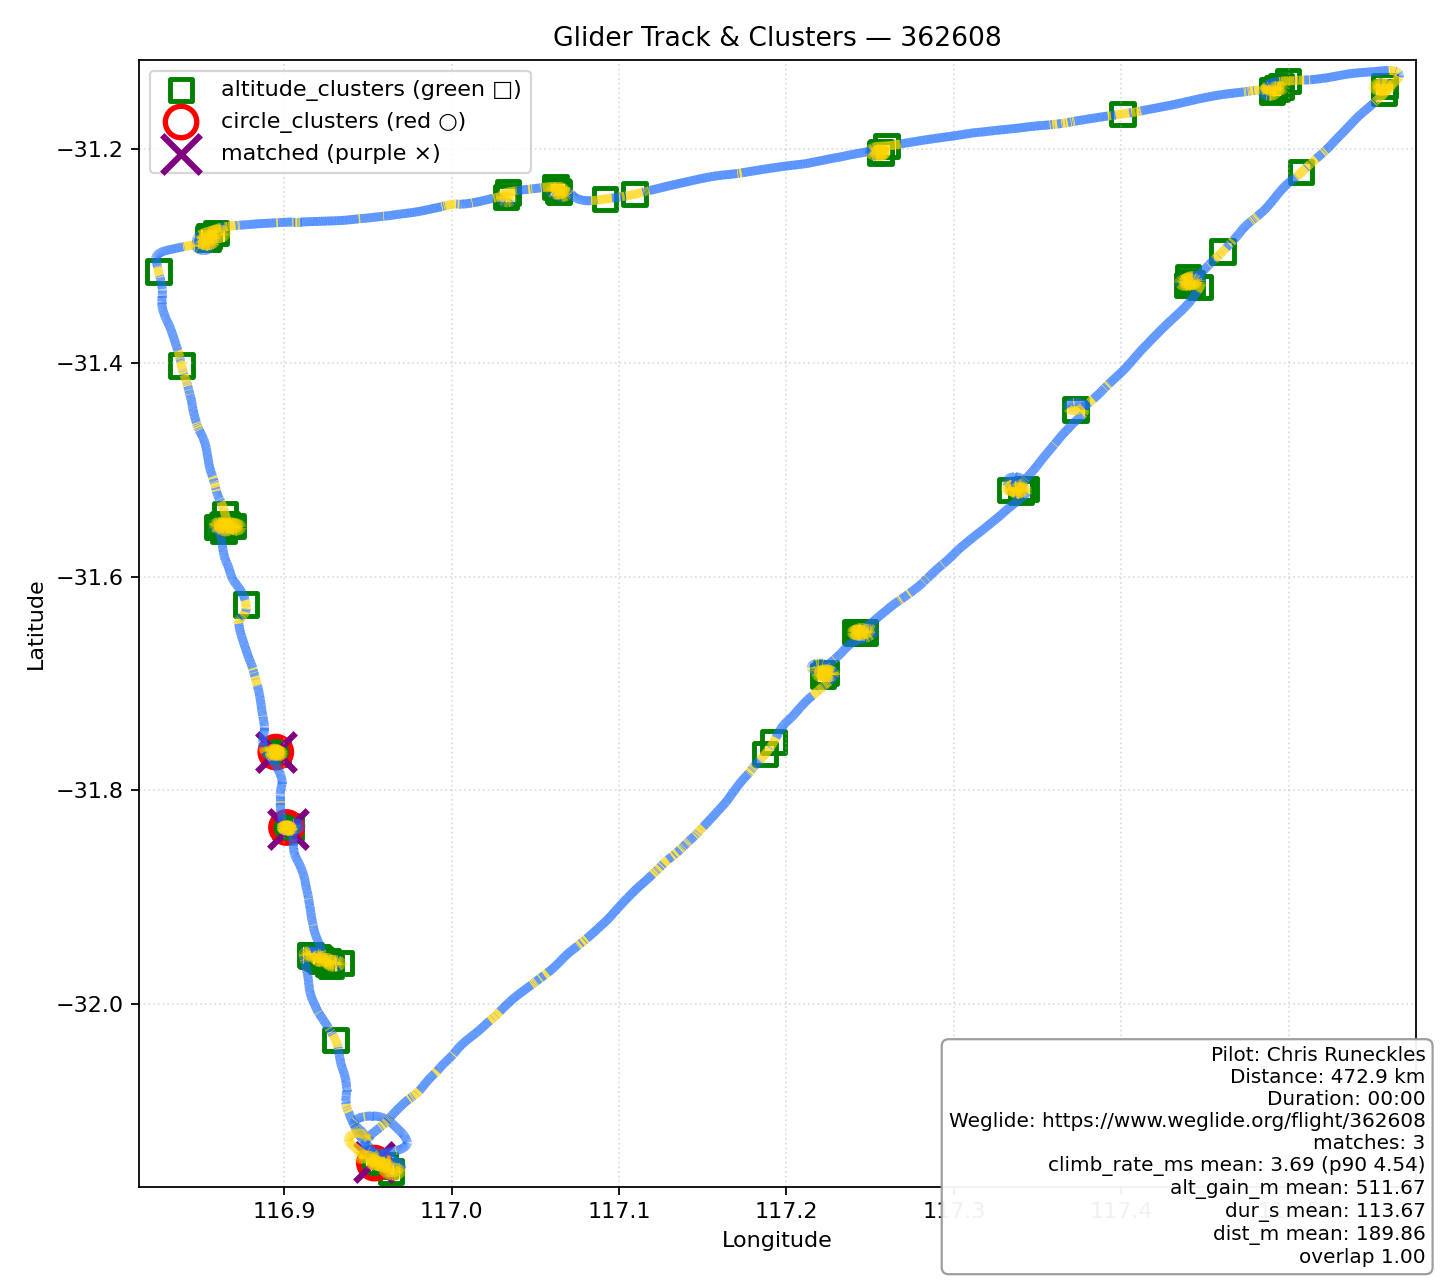 Glider Track & Clusters — 362608
altitude_clusters (green □)
circle_clusters (red ○)
matched (purple ×)
Latitude
−31.2
−31.4
−31.6
−31.8
−32.0
116.9
117.0
117.1
117.2
117.3
117.4
Longitude
Pilot: Chris Runeckles
Distance: 472.9 km
Duration: 00:00
Weglide: https://www.weglide.org/flight/362608
matches: 3
climb_rate_ms mean: 3.69 (p90 4.54)
alt_gain_m mean: 511.67
dur_s mean: 113.67
dist_m mean: 189.86
overlap 1.00